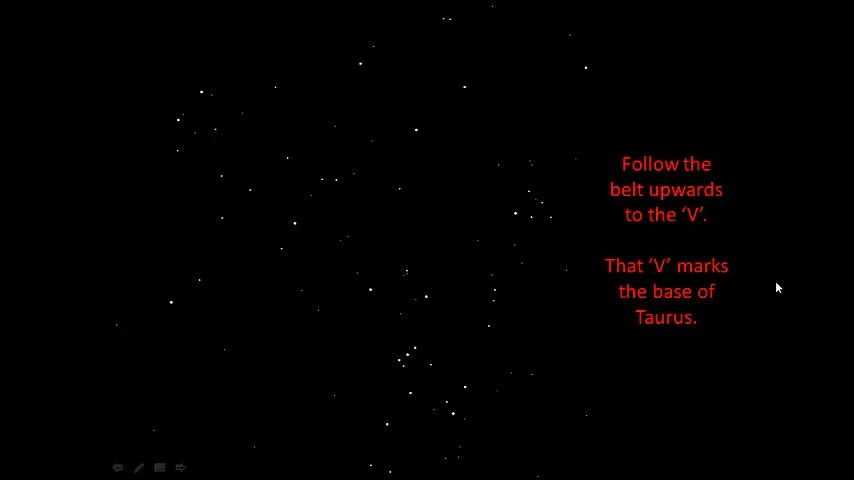 Follow the
belt upwards
to the ‘V’.
That ‘V’ marks
the base of
Taurus.